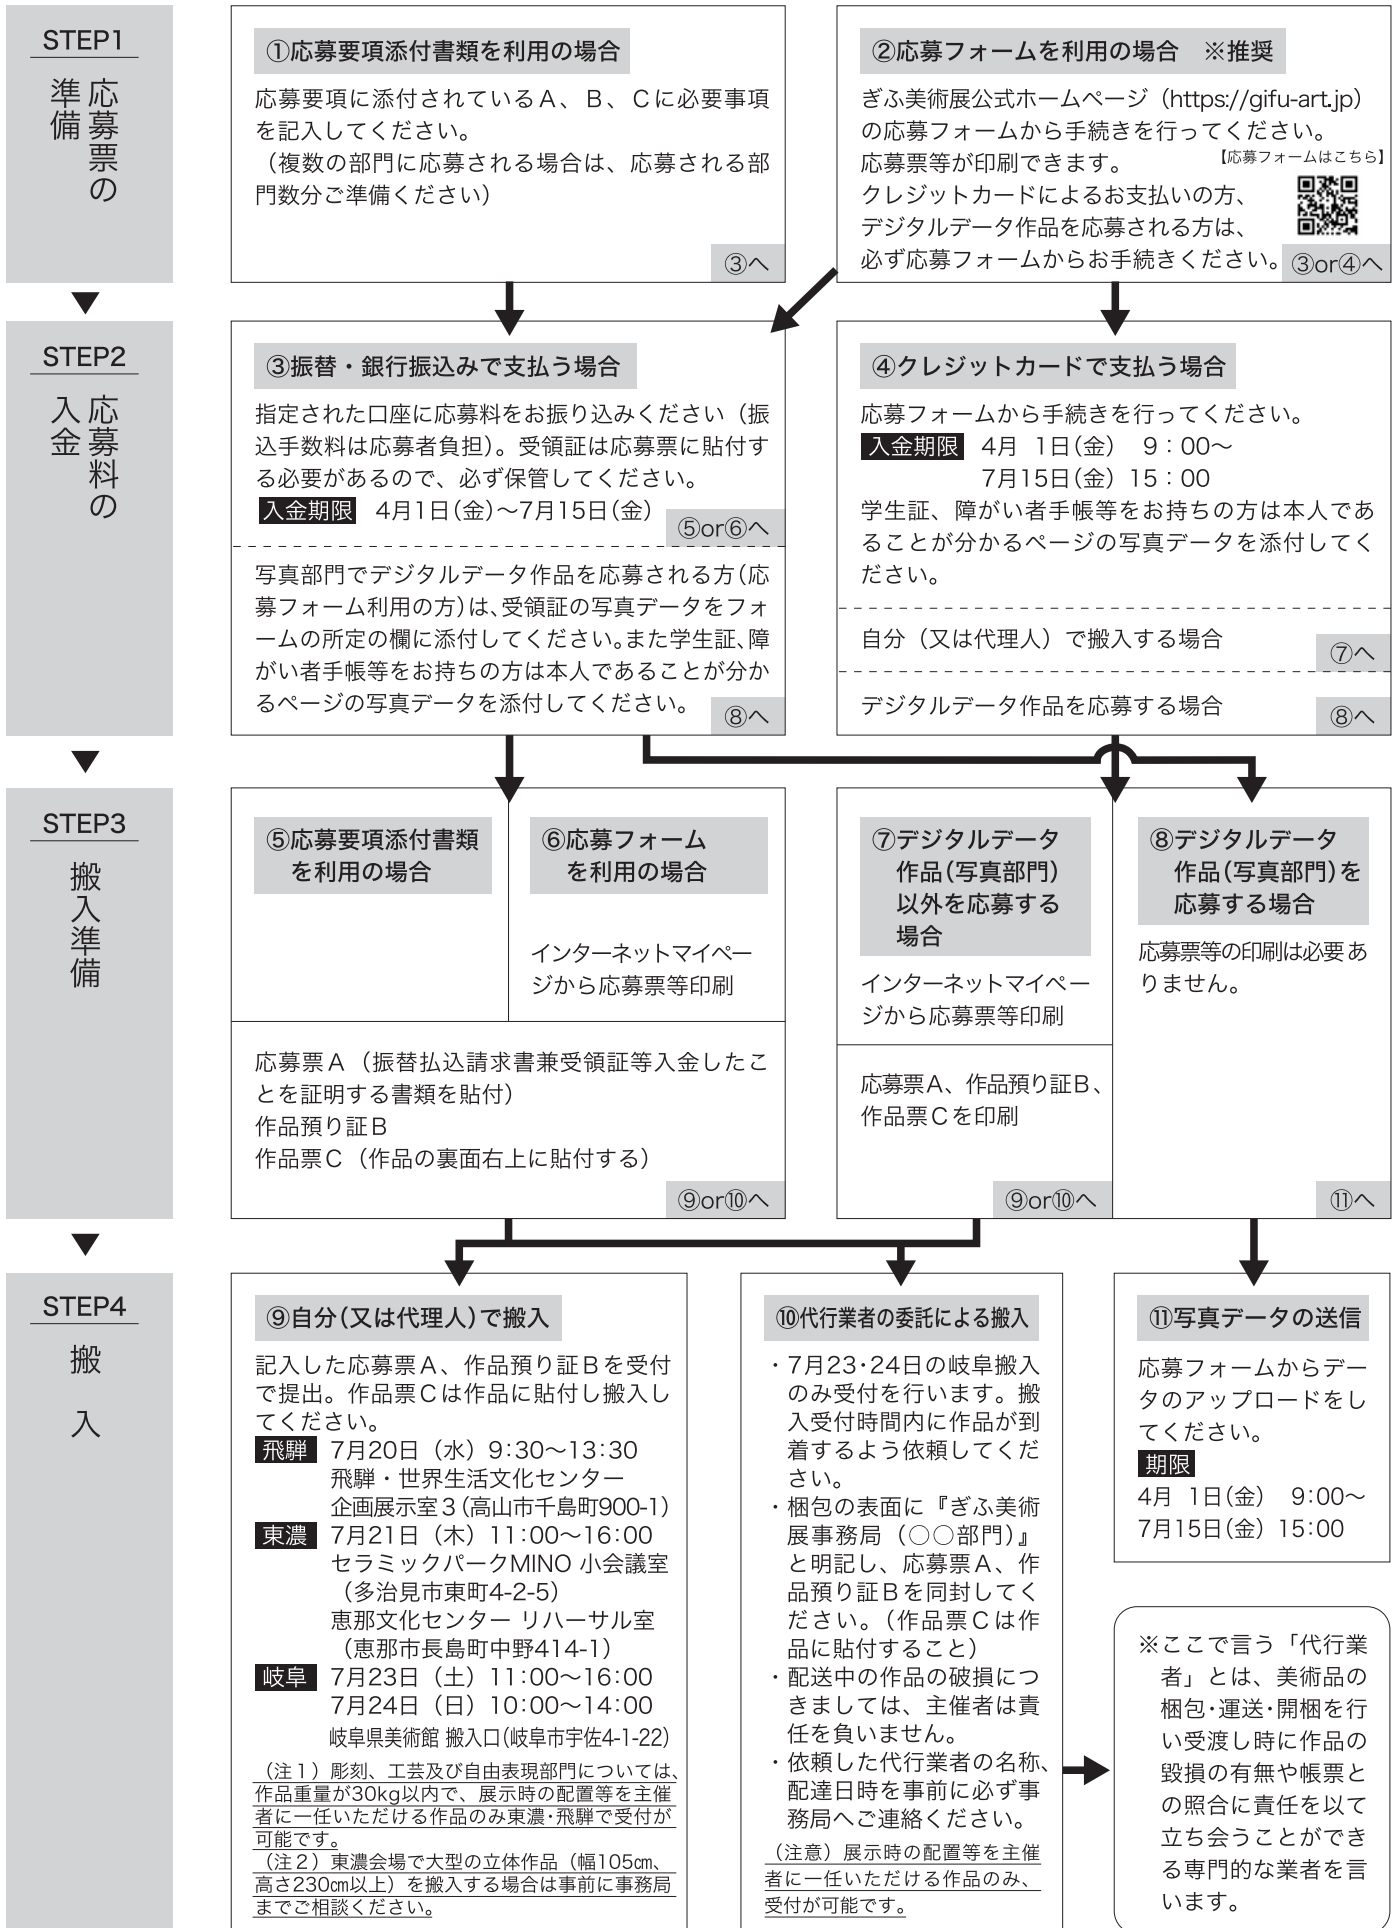 STEP1
応募票の
準備
①応募要項添付書類を利用の場合
応募要項に添付されているA、B、Cに必要事項
を記入してください。
（複数の部門に応募される場合は、応募される部
門数分ご準備ください）
③へ
②応募フォームを利用の場合　※推奨
ぎふ美術展公式ホームページ（https://gifu-art.jp）
の応募フォームから手続きを行ってください。
応募票等が印刷できます。
【応募フォームはこちら】
クレジットカードによるお支払いの方、
デジタルデータ作品を応募される方は、
必ず応募フォームからお手続きください。
③or④へ
STEP2
応募料の
入金
③振替・銀行振込みで支払う場合
指定された口座に応募料をお振り込みください（振
込手数料は応募者負担）。受領証は応募票に貼付す
る必要があるので、必ず保管してください。
入金期限　4月1日(金)～7月15日(金)
⑤or⑥へ
写真部門でデジタルデータ作品を応募される方(応
募フォーム利用の方)は、受領証の写真データをフォ
ームの所定の欄に添付してください。また学生証、障
がい者手帳等をお持ちの方は本人であることが分か
るページの写真データを添付してください。
⑧へ
④クレジットカードで支払う場合
応募フォームから手続きを行ってください。
入金期限　4月　1日(金)　9：00～
7月15日(金) 15：00
学生証、障がい者手帳等をお持ちの方は本人であ
ることが分かるページの写真データを添付してく
ださい。
自分（又は代理人）で搬入する場合
⑦へ
デジタルデータ作品を応募する場合
⑧へ
STEP3
搬入準備
⑤応募要項添付書類
を利用の場合
⑥応募フォーム
を利用の場合
インターネットマイペー
ジから応募票等印刷
応募票A（振替払込請求書兼受領証等入金したこ
とを証明する書類を貼付）
作品預り証B
作品票C（作品の裏面右上に貼付する）
⑨or⑩へ
⑦デジタルデータ
作品(写真部門)
以外を応募する
場合
インターネットマイペー
ジから応募票等印刷
応募票A、作品預り証B、
作品票Cを印刷
⑨or⑩へ
⑧デジタルデータ
作品(写真部門)を
応募する場合
応募票等の印刷は必要あ
りません。
⑪へ
STEP4
搬　入
⑨自分(又は代理人)で搬入
記入した応募票A、作品預り証Bを受付
で提出。作品票Cは作品に貼付し搬入し
てください。
飛騨　7月20日（水）9:30～13:30
飛騨・世界生活文化センター
企画展示室3(高山市千島町900-1)
東濃　7月21日（木）11:00～16:00
セラミックパークMINO 小会議室
（多治見市東町4-2-5）
恵那文化センター リハーサル室
（恵那市長島町中野414-1）
岐阜　7月23日（土）11:00～16:00
7月24日（日）10:00～14:00
岐阜県美術館 搬入口(岐阜市宇佐4-1-22)
（注1）彫刻、工芸及び自由表現部門については、
作品重量が30kg以内で、展示時の配置等を主催
者に一任いただける作品のみ東濃・飛騨で受付が
可能です。
（注2）東濃会場で大型の立体作品（幅105㎝、
高さ230㎝以上）を搬入する場合は事前に事務局
までご相談ください。
⑩代行業者の委託による搬入
・7月23・24日の岐阜搬入
のみ受付を行います。搬
入受付時間内に作品が到
着するよう依頼してくだ
さい。
・梱包の表面に『ぎふ美術
展事務局（○○部門）』
と明記し、応募票A、作
品預り証Bを同封してく
ださい。（作品票Cは作
品に貼付すること）
・配送中の作品の破損につ
きましては、主催者は責
任を負いません。
・依頼した代行業者の名称、
配達日時を事前に必ず事
務局へご連絡ください。
（注意）展示時の配置等を主催
者に一任いただける作品のみ、
受付が可能です。
⑪写真データの送信
応募フォームからデー
タのアップロードをし
てください。
期限
4月　1日(金)　9:00～
7月15日(金) 15:00
※ここで言う「代行業
者」とは、美術品の
梱包・運送・開梱を行
い受渡し時に作品の
毀損の有無や帳票と
の照合に責任を以て
立ち会うことができ
る専門的な業者を言
います。